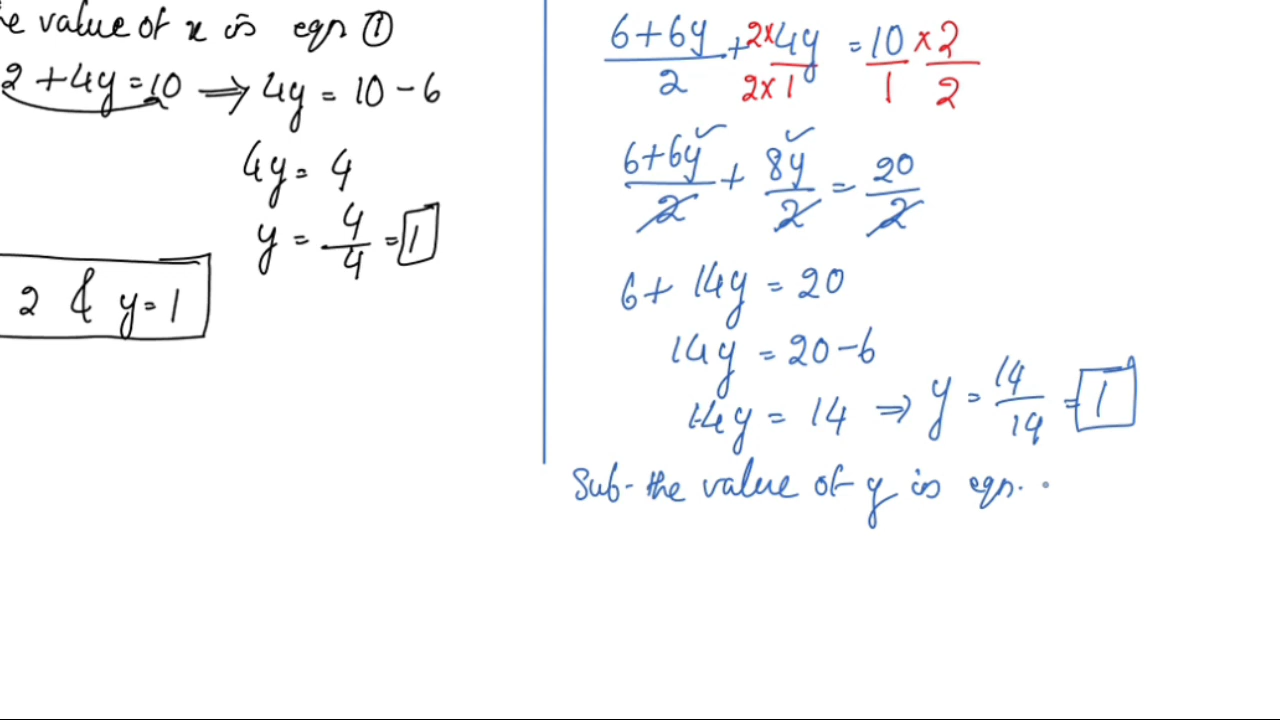 e value of x in eqn ①
2 + 4y = 10 ⟹ 4y = 10 - 6
4y = 4
y = 4/4 = 1
2 & y = 1
(6+6y)/2 + (2×4y)/(2×1) = 10/1 × 2/2
(6+6y)/2 + 8y/2 = 20/2
6 + 14y = 20
14y = 20 - 6
14y = 14 ⇒ y = 14/14 = 1
Sub- the value of y in eqn.